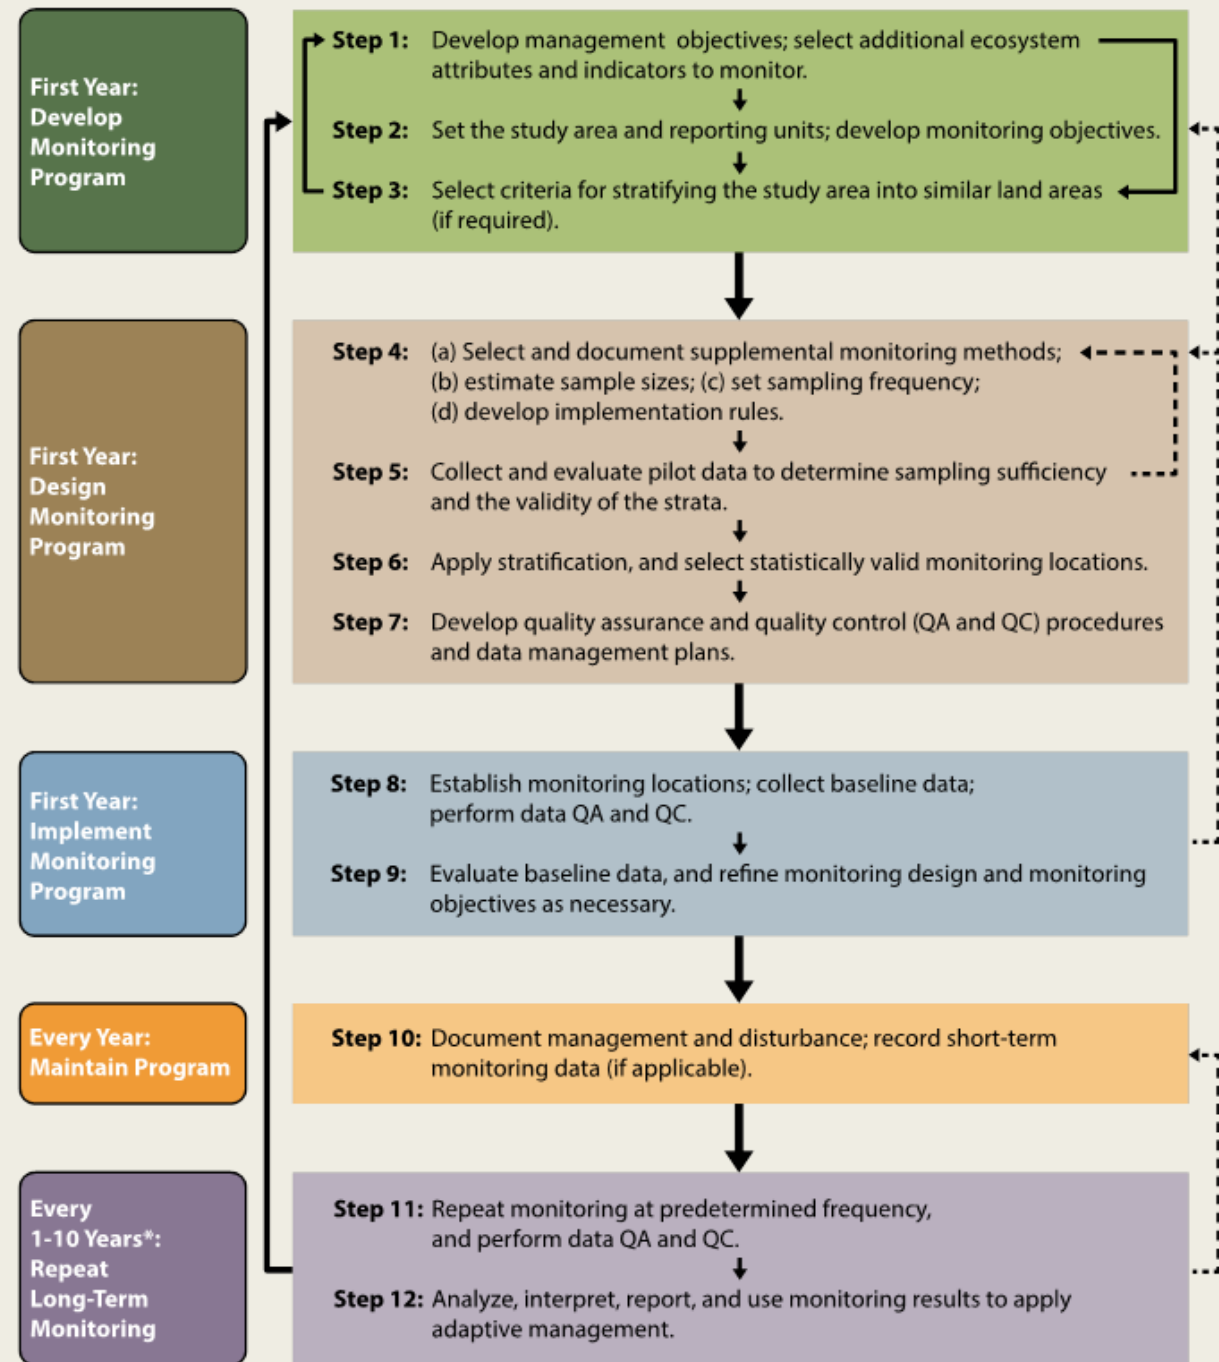 First Year:
Develop
Monitoring
Program
Step 1: Develop management objectives; select additional ecosystem
attributes and indicators to monitor.
Step 2: Set the study area and reporting units; develop monitoring objectives.
Step 3: Select criteria for stratifying the study area into similar land areas
(if required).
First Year:
Design
Monitoring
Program
Step 4: (a) Select and document supplemental monitoring methods;
(b) estimate sample sizes; (c) set sampling frequency;
(d) develop implementation rules.
Step 5: Collect and evaluate pilot data to determine sampling sufficiency
and the validity of the strata.
Step 6: Apply stratification, and select statistically valid monitoring locations.
Step 7: Develop quality assurance and quality control (QA and QC) procedures
and data management plans.
First Year:
Implement
Monitoring
Program
Step 8: Establish monitoring locations; collect baseline data;
perform data QA and QC.
Step 9: Evaluate baseline data, and refine monitoring design and monitoring
objectives as necessary.
Every Year:
Maintain Program
Step 10: Document management and disturbance; record short-term
monitoring data (if applicable).
Every
1-10 Years*:
Repeat
Long-Term
Monitoring
Step 11: Repeat monitoring at predetermined frequency,
and perform data QA and QC.
Step 12: Analyze, interpret, report, and use monitoring results to apply
adaptive management.